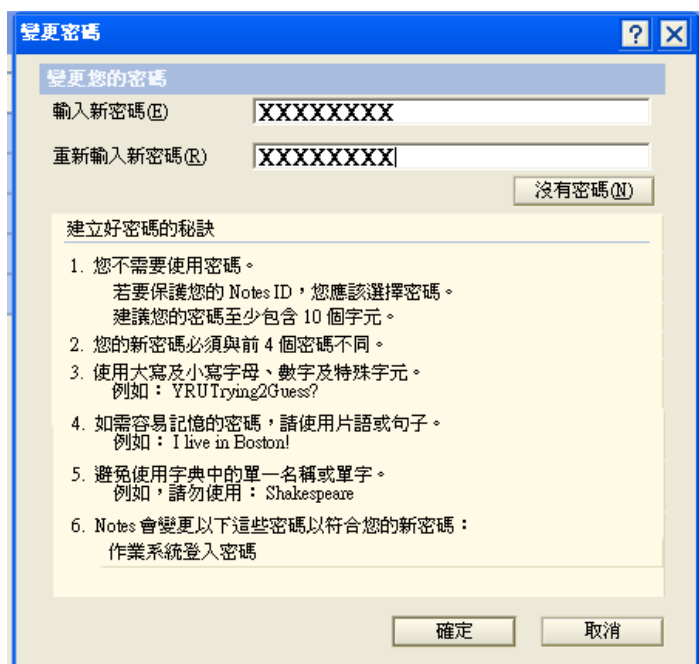 變更密碼
變更您的密碼
輸入新密碼(E)
XXXXXXXX
重新輸入新密碼(R)
XXXXXXXX
沒有密碼(N)
建立好密碼的秘訣
1. 您不需要使用密碼。
若要保護您的 Notes ID，您應該選擇密碼。
建議您的密碼至少包含 10 個字元。
2. 您的新密碼必須與前 4 個密碼不同。
3. 使用大寫及小寫字母、數字及特殊字元。
例如： YRUTrying2Guess?
4. 如需容易記憶的密碼，請使用片語或句子。
例如： I live in Boston!
5. 避免使用字典中的單一名稱或單字。
例如，請勿使用： Shakespeare
6. Notes 會變更以下這些密碼以符合您的新密碼：
作業系統登入密碼
確定
取消